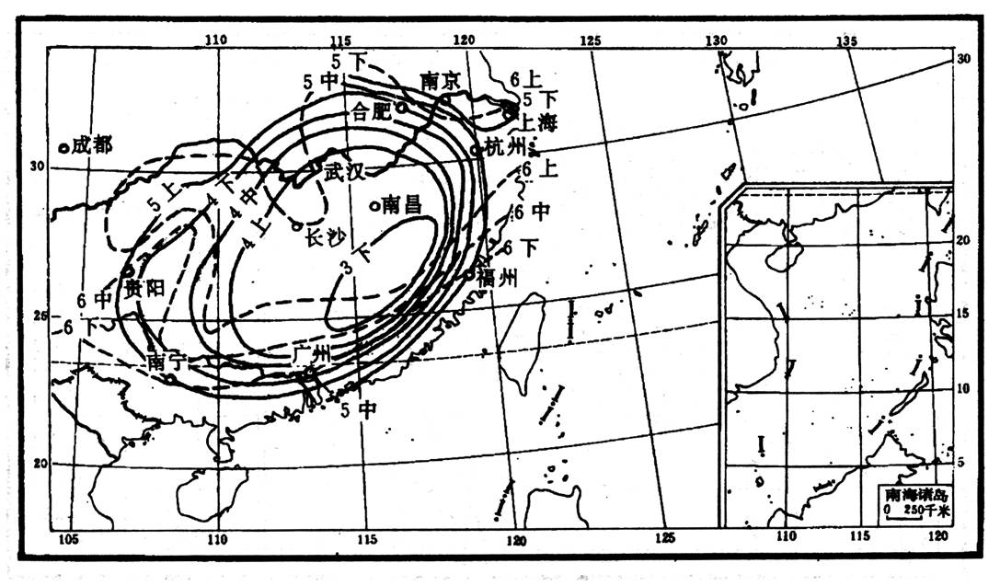 110 115 120 125 130 135
5 下
5 中
南京
6 上
5 下
上海
合肥
杭州
成都
30
30
武汉
6 上
5 上
4 下
4 中
4 上
南昌
6 中
长沙
3 下
6 下
20
贵阳
福州
6 中
25
15
6 下
南宁
广州
10
5 中
20
5
南海诸岛
0 250千米
105 110 115 120 125
110 115 120